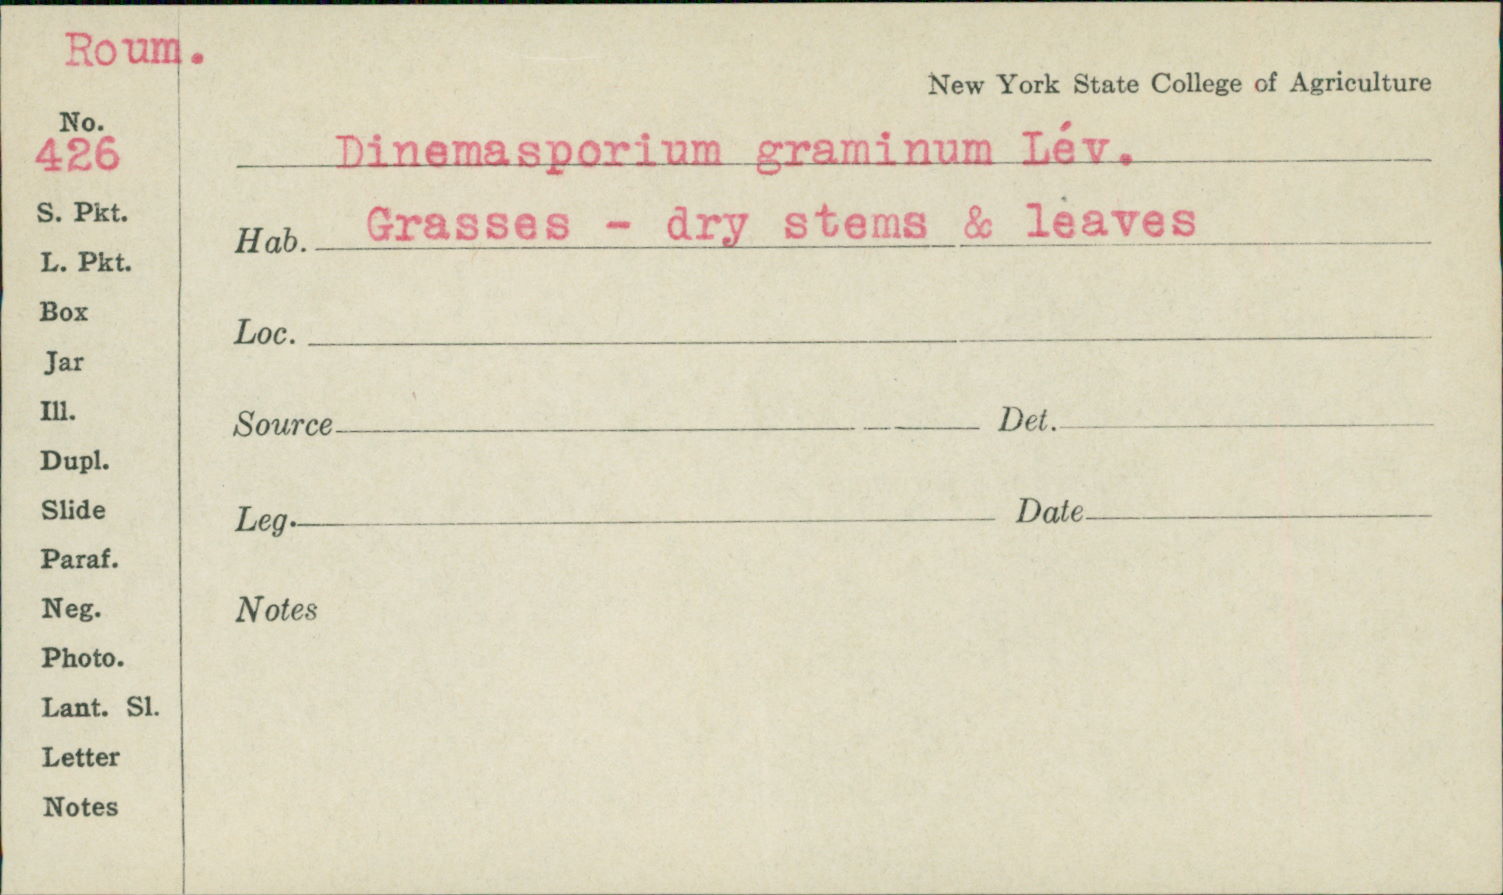 Roum.
New York State College of Agriculture
No.
426
Dinemasporium graminum Lév.
S. Pkt.
Hab. Grasses - dry stems & leaves
L. Pkt.
Box
Loc.
Jar
Ill.
Source Det.
Dupl.
Slide
Leg. Date
Paraf.
Neg.
Notes
Photo.
Lant. Sl.
Letter
Notes